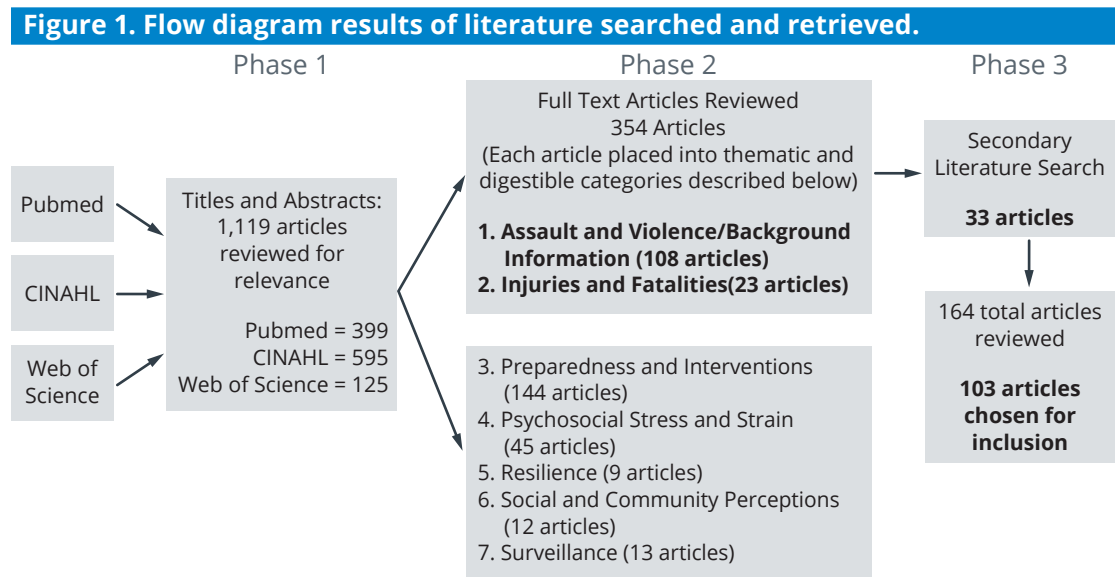 Figure 1. Flow diagram results of literature searched and retrieved.
Phase 1
Phase 2
Phase 3
Pubmed
CINAHL
Web of
Science
Titles and Abstracts:
1,119 articles
reviewed for
relevance
Pubmed = 399
CINAHL = 595
Web of Science = 125
Full Text Articles Reviewed
354 Articles
(Each article placed into thematic and
digestible categories described below)
1. Assault and Violence/Background
Information (108 articles)
2. Injuries and Fatalities(23 articles)
3. Preparedness and Interventions
(144 articles)
4. Psychosocial Stress and Strain
(45 articles)
5. Resilience (9 articles)
6. Social and Community Perceptions
(12 articles)
7. Surveillance (13 articles)
Secondary
Literature Search
33 articles
164 total articles
reviewed
103 articles
chosen for
inclusion